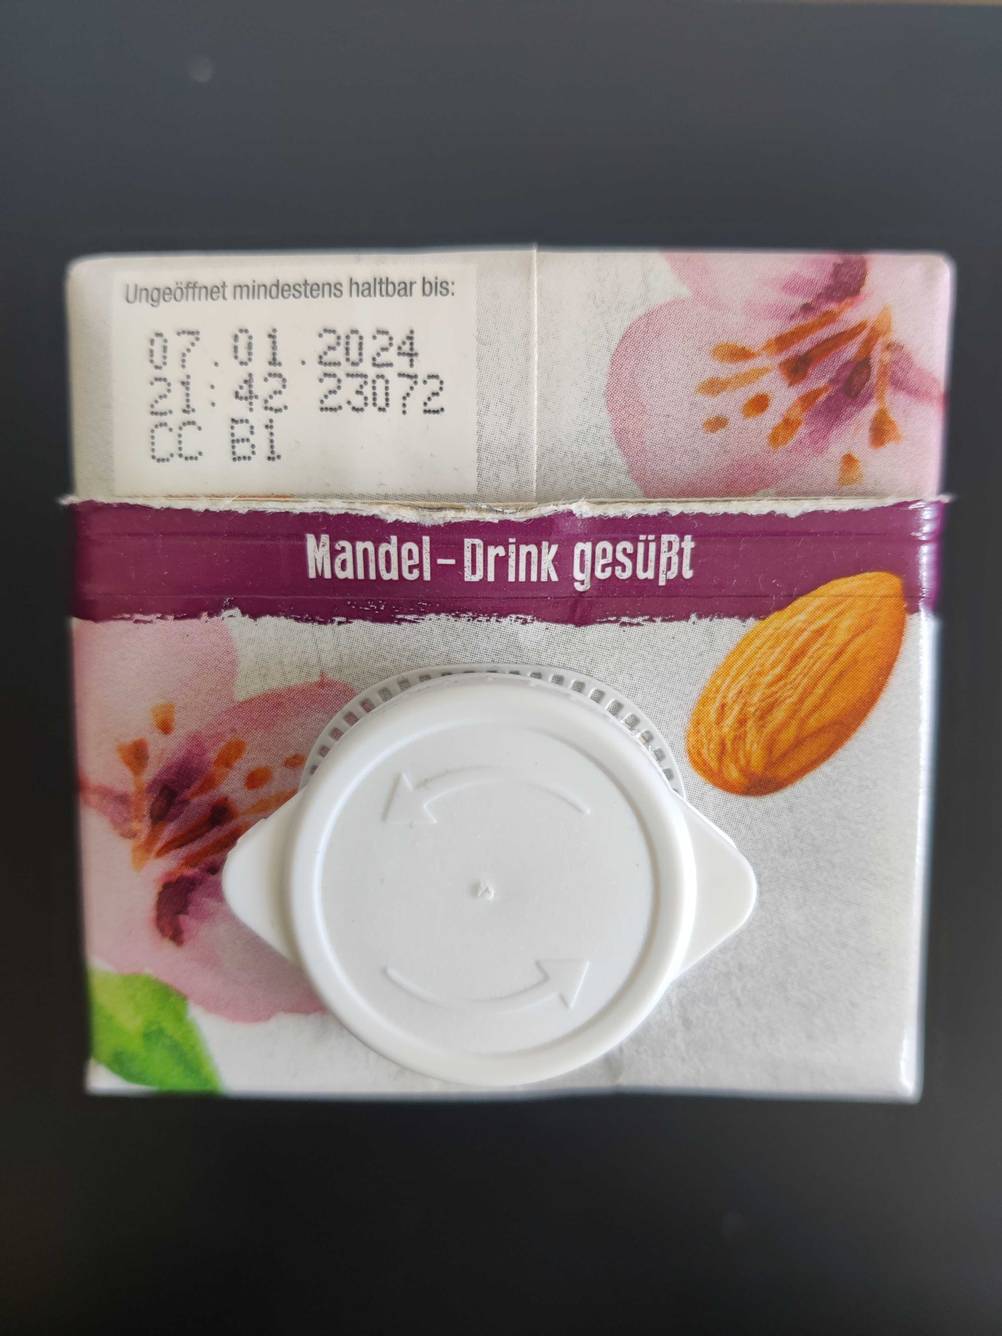 Ungeöffnet mindestens haltbar bis:
07.01.2024
21:42 23072
CC B1
Mandel-Drink gesüßt